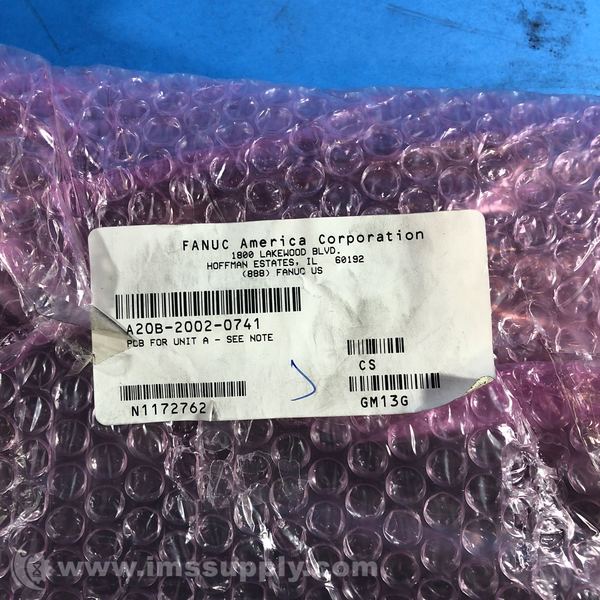 FANUC America Corporation
1800 LAKEWOOD BLVD.
HOFFMAN ESTATES, IL 60192
(888) FANUC US
A20B-2002-0741
PDB FOR UNIT A - SEE NOTE
CS
N1172762
GM13G
www.imssupply.com